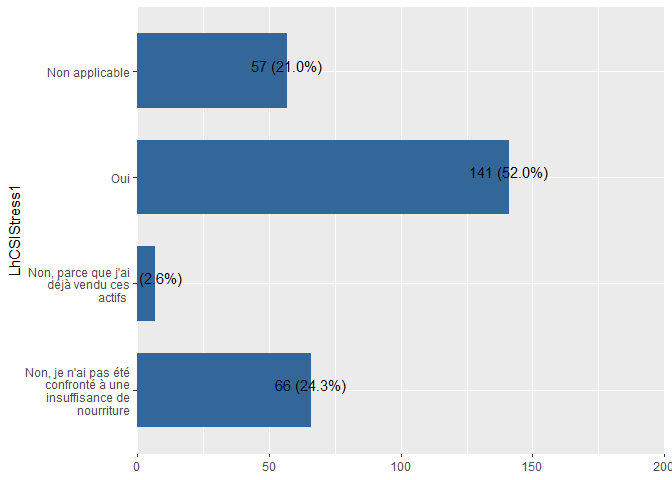 LhCSIStress1
Non applicable
57 (21.0%)
Oui
141 (52.0%)
Non, parce que j'ai
déjà vendu ces
actifs
(2.6%)
Non, je n'ai pas été
confronté à une
insuffisance de
nourriture
66 (24.3%)
0 50 100 150 200